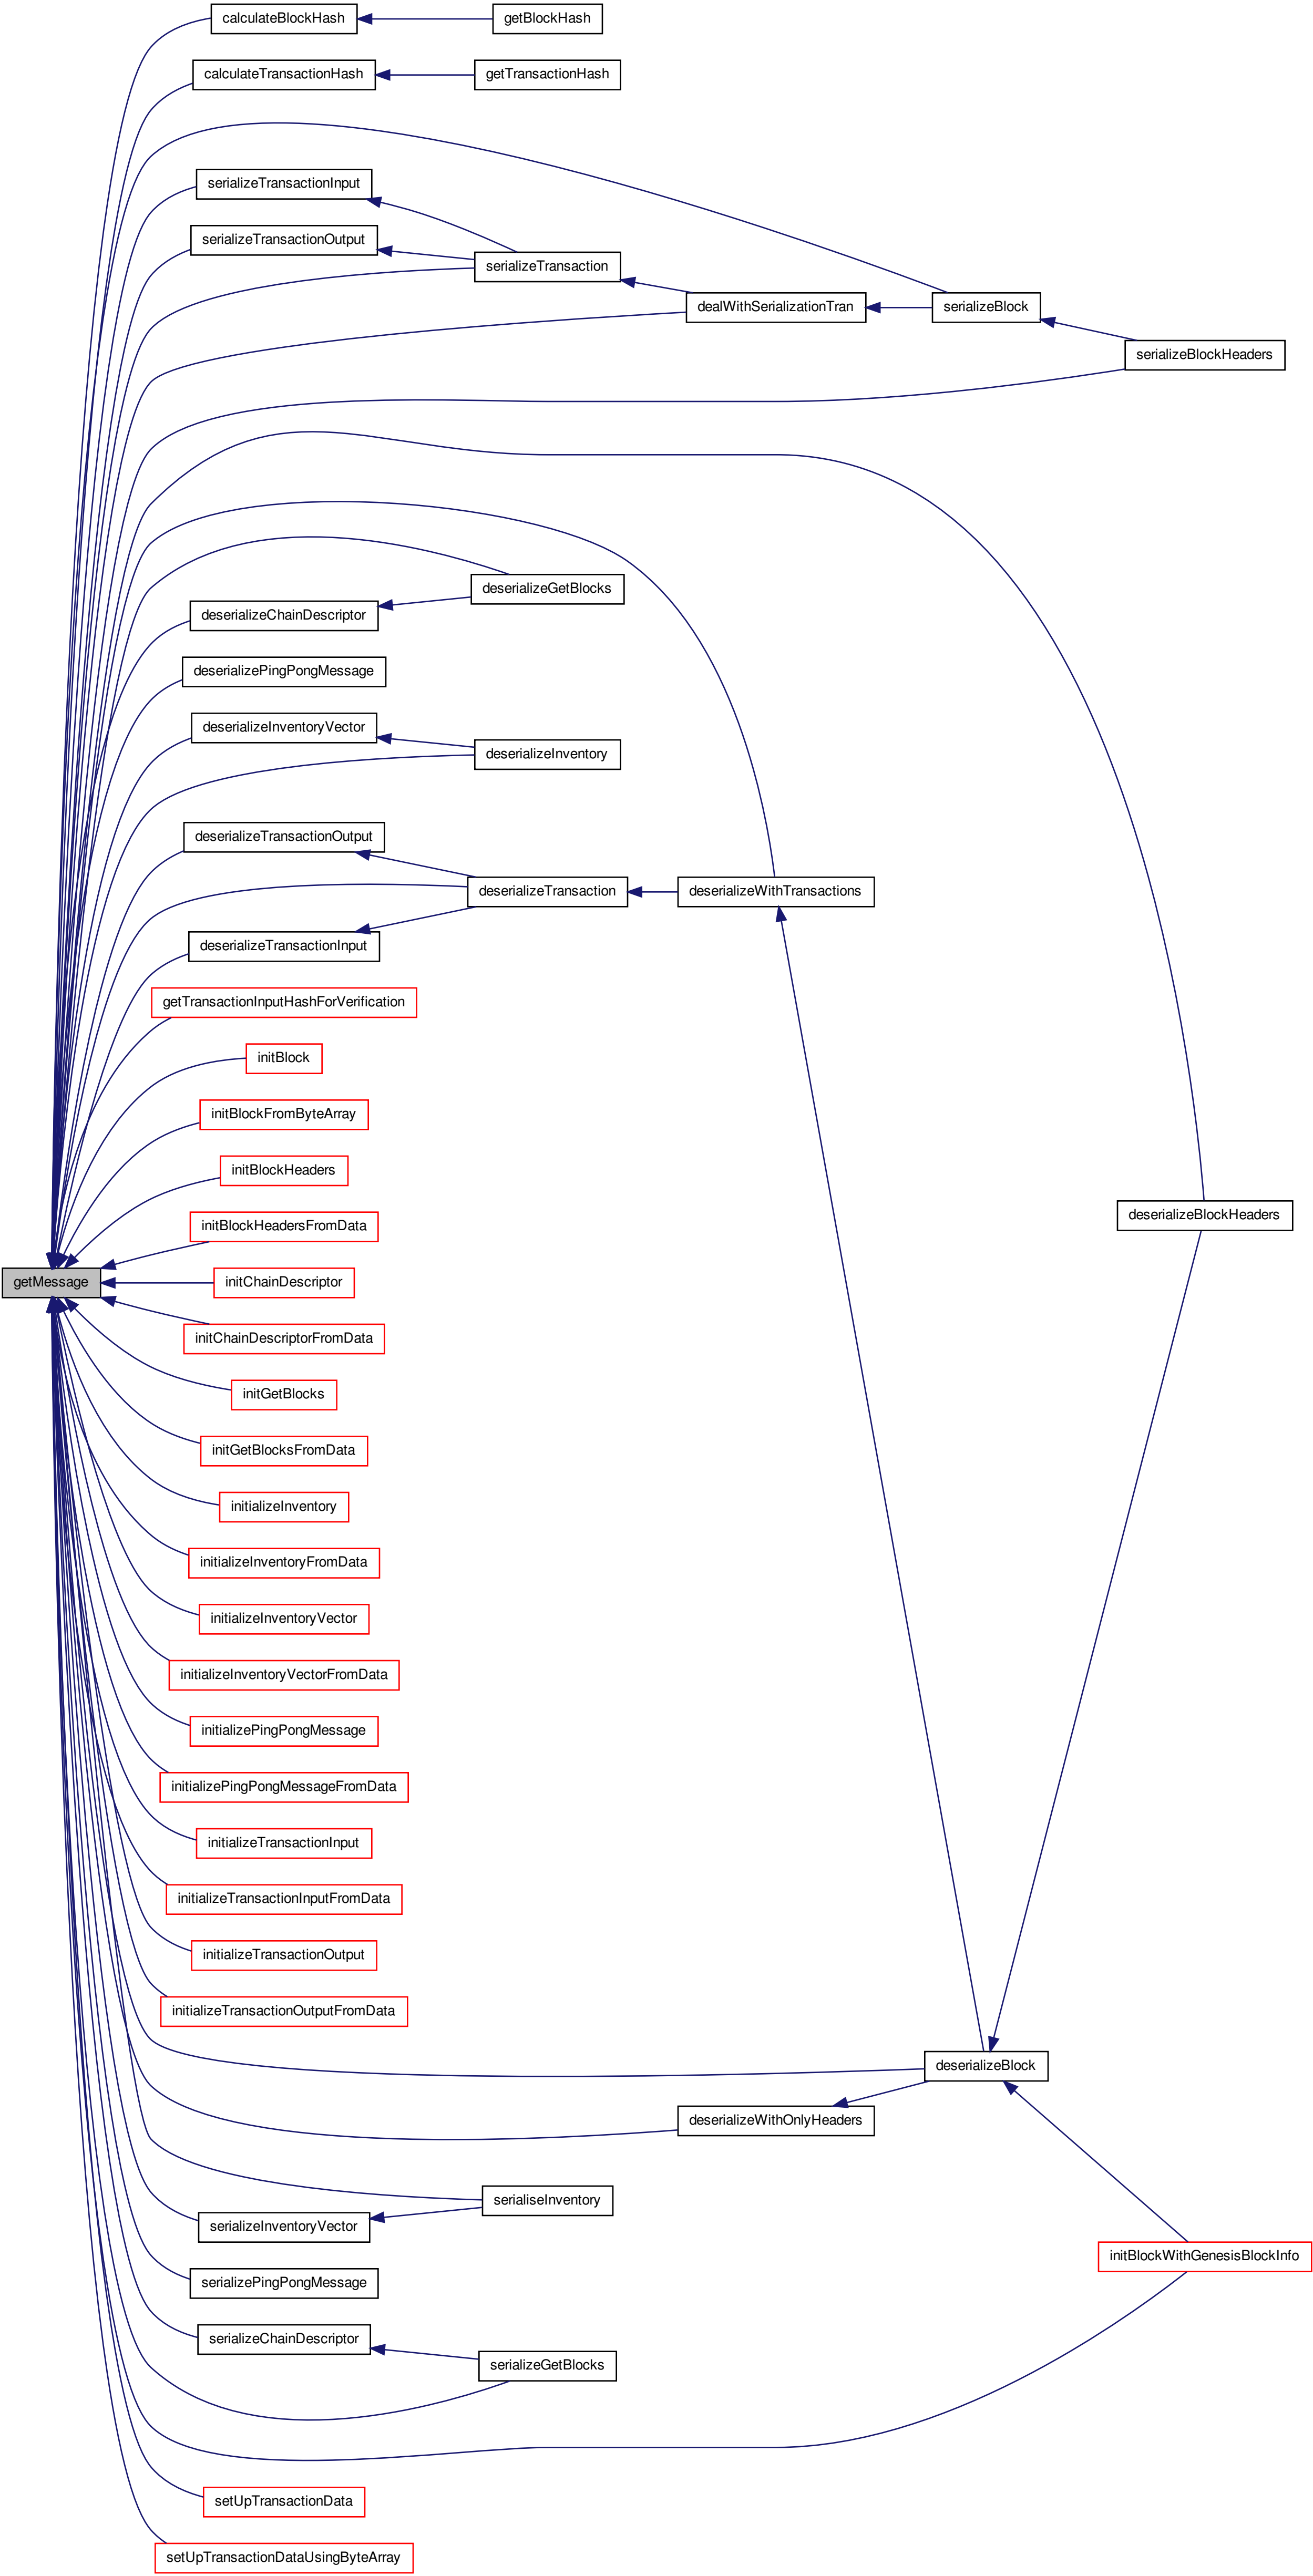 calculateBlockHash
getBlockHash
calculateTransactionHash
getTransactionHash
serializeTransactionInput
serializeTransactionOutput
serializeTransaction
dealWithSerializationTran
serializeBlock
serializeBlockHeaders
deserializeGetBlocks
deserializeChainDescriptor
deserializePingPongMessage
deserializeInventoryVector
deserializeInventory
deserializeTransactionOutput
deserializeTransaction
deserializeWithTransactions
deserializeTransactionInput
getTransactionInputHashForVerification
initBlock
initBlockFromByteArray
initBlockHeaders
deserializeBlockHeaders
initBlockHeadersFromData
getMessage
initChainDescriptor
initChainDescriptorFromData
initGetBlocks
initGetBlocksFromData
initializeInventory
initializeInventoryFromData
initializeInventoryVector
initializeInventoryVectorFromData
initializePingPongMessage
initializePingPongMessageFromData
initializeTransactionInput
initializeTransactionInputFromData
initializeTransactionOutput
initializeTransactionOutputFromData
deserializeBlock
deserializeWithOnlyHeaders
serialiseInventory
serializeInventoryVector
initBlockWithGenesisBlockInfo
serializePingPongMessage
serializeChainDescriptor
serializeGetBlocks
setUpTransactionData
setUpTransactionDataUsingByteArray